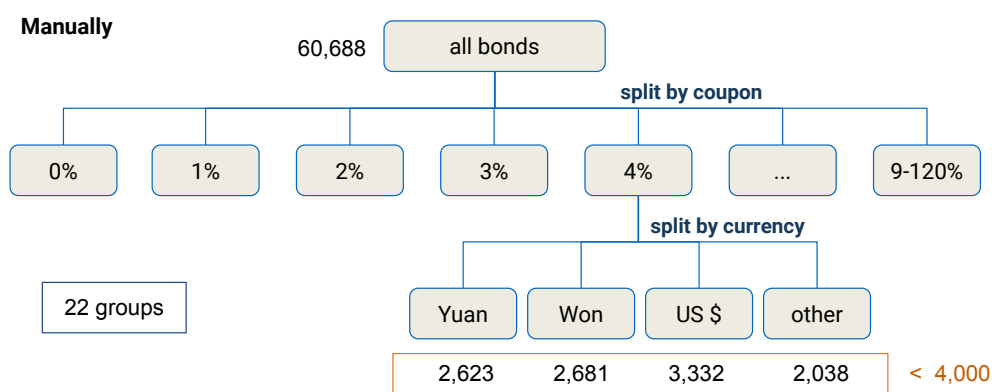 Manually
60,688
all bonds
split by coupon
0%
1%
2%
3%
4%
...
9-120%
split by currency
22 groups
Yuan
Won
US $
other
2,623
2,681
3,332
2,038
< 4,000